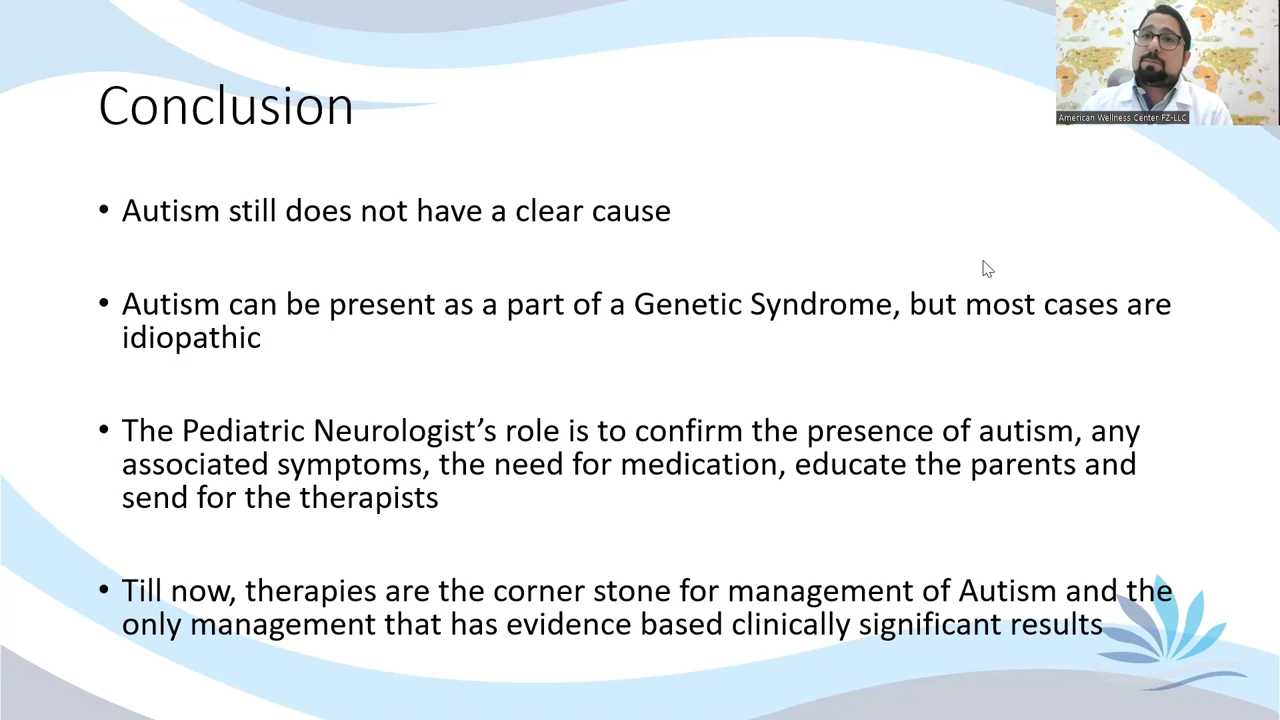 Conclusion
American Wellness Center FZ-LLC
• Autism still does not have a clear cause
• Autism can be present as a part of a Genetic Syndrome, but most cases are
idiopathic
• The Pediatric Neurologist’s role is to confirm the presence of autism, any
associated symptoms, the need for medication, educate the parents and
send for the therapists
• Till now, therapies are the corner stone for management of Autism and the
only management that has evidence based clinically significant results